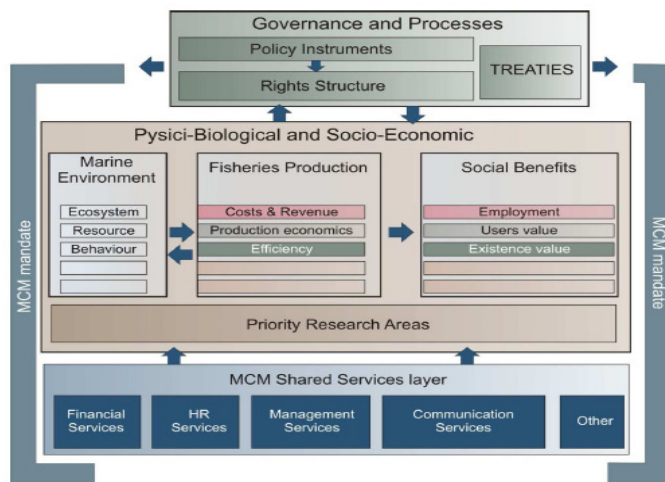 Governance and Processes
Policy Instruments
Rights Structure
TREATIES
MCM mandate
MCM mandate
Pysici-Biological and Socio-Economic
Marine
Environment
Ecosystem
Resource
Behaviour
Fisheries Production
Costs & Revenue
Production economics
Efficiency
Social Benefits
Employment
Users value
Existence value
Priority Research Areas
MCM Shared Services layer
Financial
Services
HR
Services
Management
Services
Communication
Services
Other